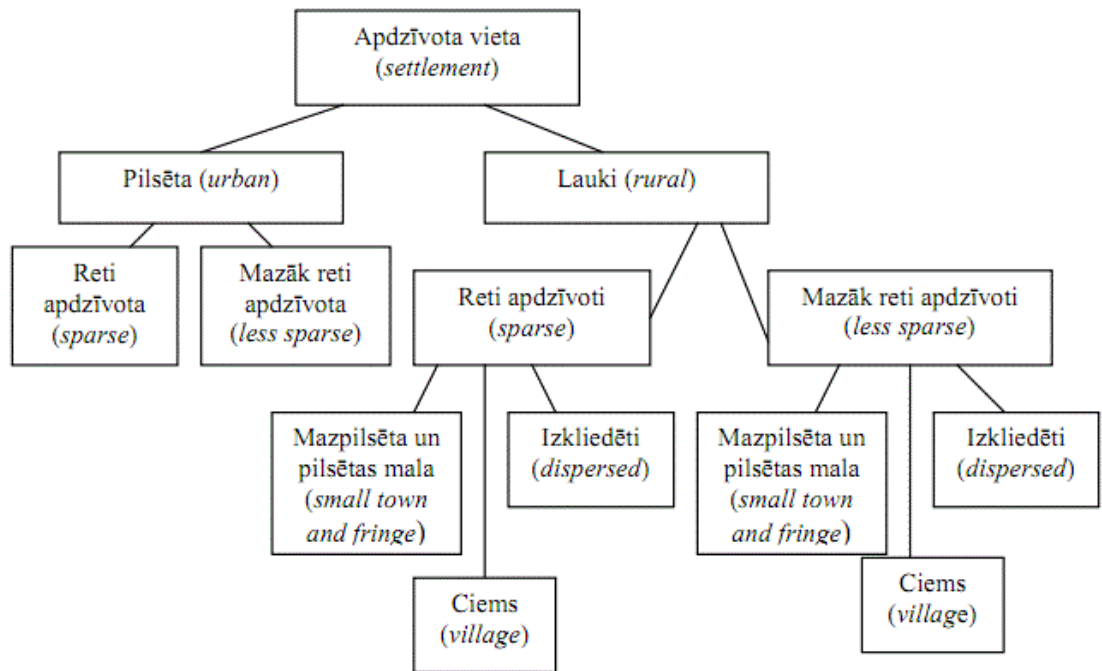 Apdzīvota vieta
(settlement)
Pilsēta (urban)
Lauki (rural)
Reti
apdzīvota
(sparse)
Mazāk reti
apdzīvota
(less sparse)
Reti apdzīvoti
(sparse)
Mazāk reti apdzīvoti
(less sparse)
Mazpilsēta un
pilsētas mala
(small town
and fringe)
Izkliedēti
(dispersed)
Mazpilsēta un
pilsētas mala
(small town
and fringe)
Izkliedēti
(dispersed)
Ciems
(village)
Ciems
(village)